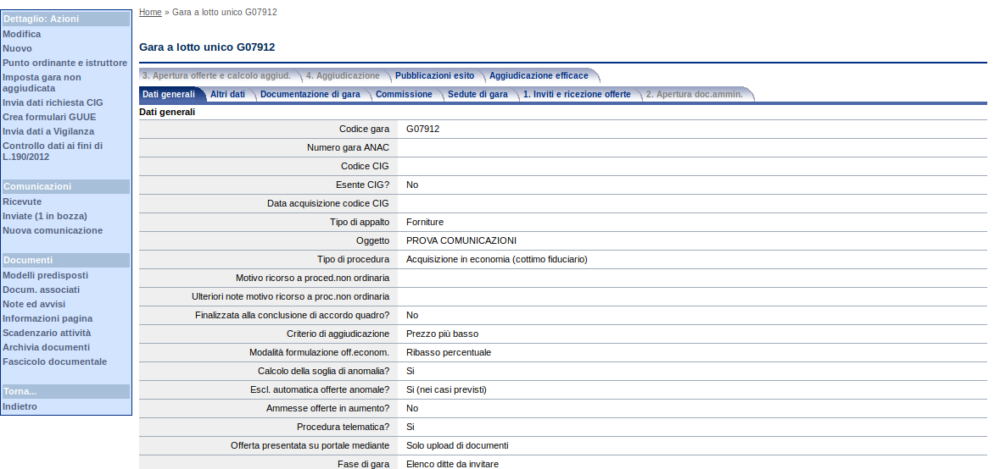 Dettaglio: Azioni
Modifica
Nuovo
Punto ordinante e istruttore
Imposta gara non
aggiudicata
Invia dati richiesta CIG
Crea formulari GUUE
Invia dati a Vigilanza
Controllo dati ai fini di
L.190/2012
Comunicazioni
Ricevute
Inviate (1 in bozza)
Nuova comunicazione
Documenti
Modelli predisposti
Docum. associati
Note ed avvisi
Informazioni pagina
Scadenzario attività
Archivia documenti
Fascicolo documentale
Torna...
Indietro
Home » Gara a lotto unico G07912
Gara a lotto unico G07912
3. Apertura offerte e calcolo aggiud. 4. Aggiudicazione Pubblicazioni esito Aggiudicazione efficace
Dati generali Altri dati Documentazione di gara Commissione Sedute di gara 1. Inviti e ricezione offerte 2. Apertura doc.ammin.
Dati generali
Codice gara G07912
Numero gara ANAC
Codice CIG
Esente CIG? No
Data acquisizione codice CIG
Tipo di appalto Forniture
Oggetto PROVA COMUNICAZIONI
Tipo di procedura Acquisizione in economia (cottimo fiduciario)
Motivo ricorso a proced.non ordinaria
Ulteriori note motivo ricorso a proc.non ordinaria
Finalizzata alla conclusione di accordo quadro? No
Criterio di aggiudicazione Prezzo più basso
Modalità formulazione off.econom. Ribasso percentuale
Calcolo della soglia di anomalia? Si
Escl. automatica offerte anomale? Si (nei casi previsti)
Ammesse offerte in aumento? No
Procedura telematica? Si
Offerta presentata su portale mediante Solo upload di documenti
Fase di gara Elenco ditte da invitare